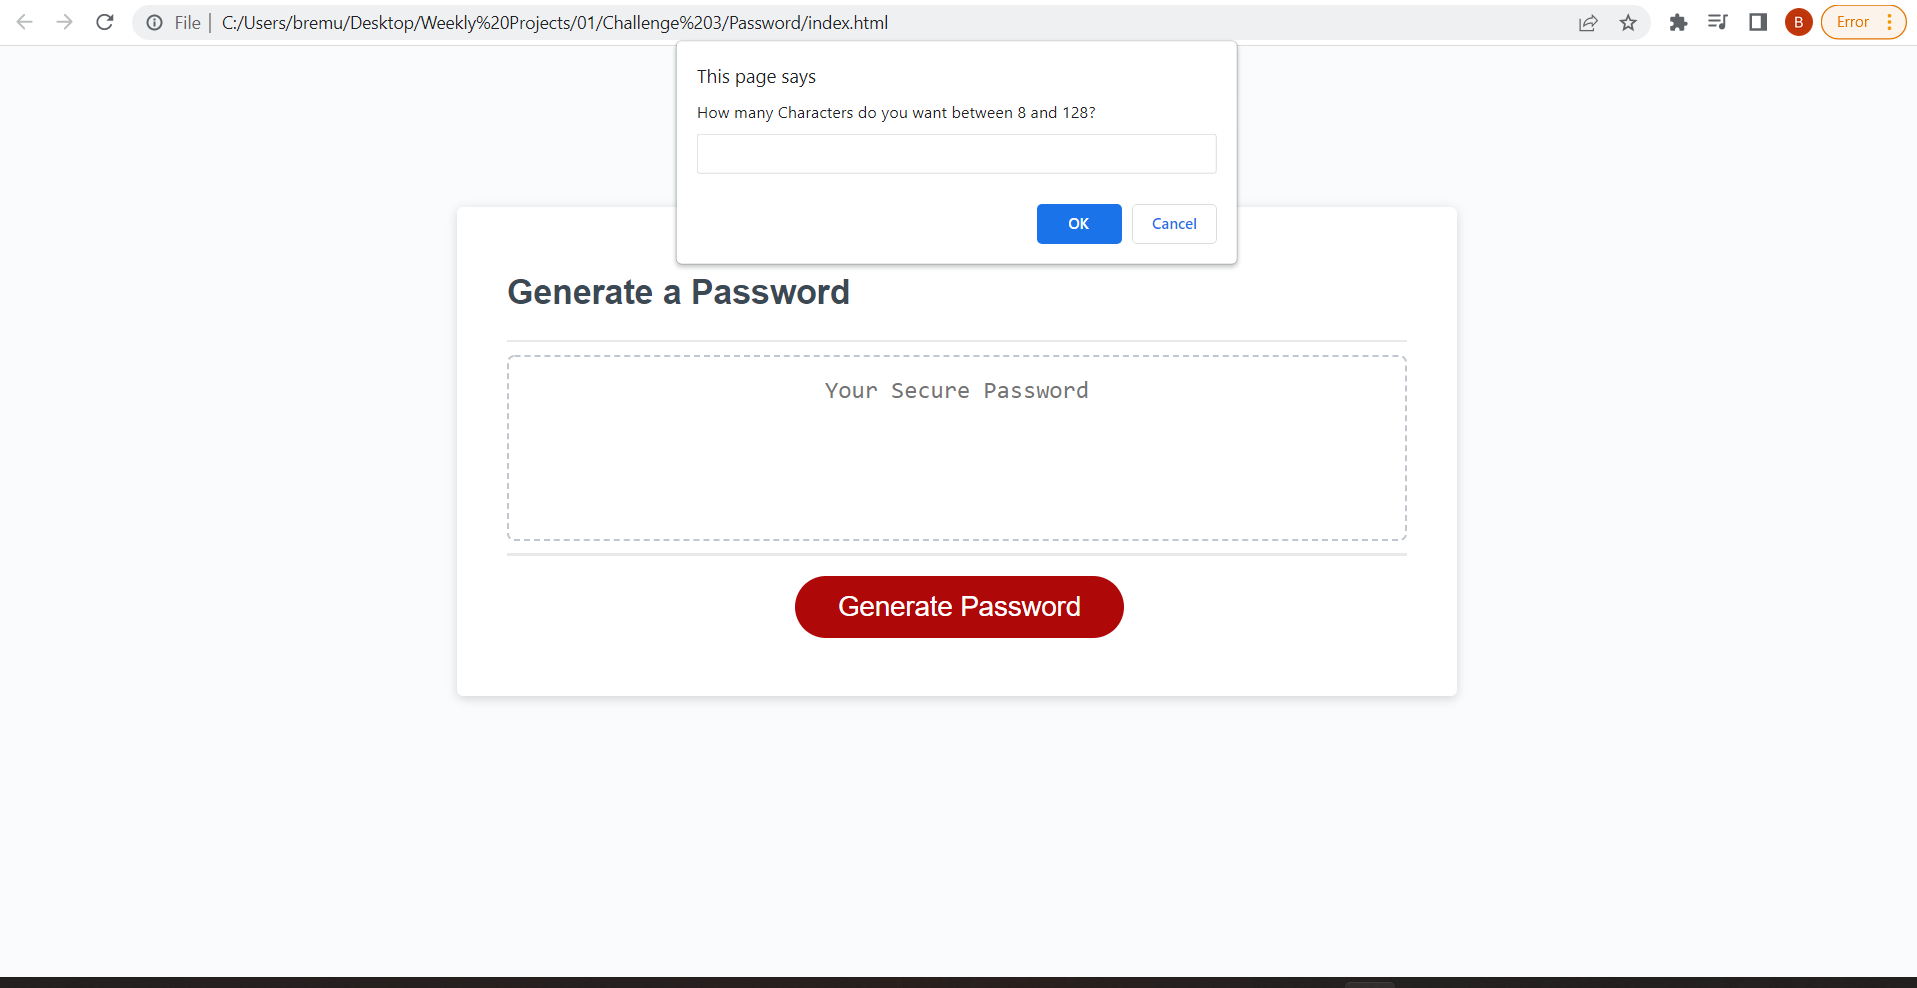 File | C:/Users/bremu/Desktop/Weekly%20Projects/01/Challenge%203/Password/index.html
B
Error
This page says
How many Characters do you want between 8 and 128?
OK
Cancel
Generate a Password
Your Secure Password
Generate Password